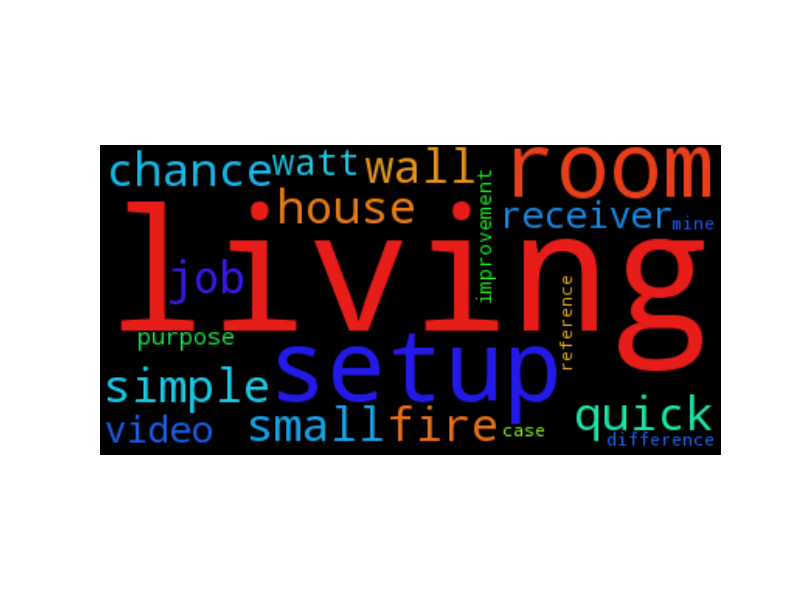 chance watt wall room
house receiver mine
living
improvement
job
purpose
setup
reference
simple
quick
video small fire case difference